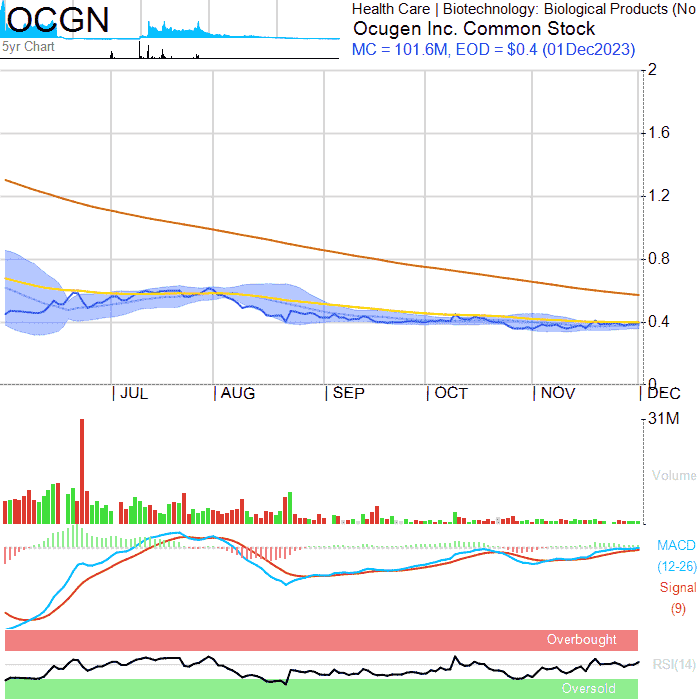 OCGN
5yr Chart
Health Care | Biotechnology: Biological Products (No
Ocugen Inc. Common Stock
MC = 101.6M, EOD = $0.4 (01Dec2023)
2
1.6
1.2
0.8
0.4
0
JUL AUG SEP OCT NOV DEC
31M
Volume
MACD
(12-26)
Signal
(9)
Overbought
RSI(14)
Oversold